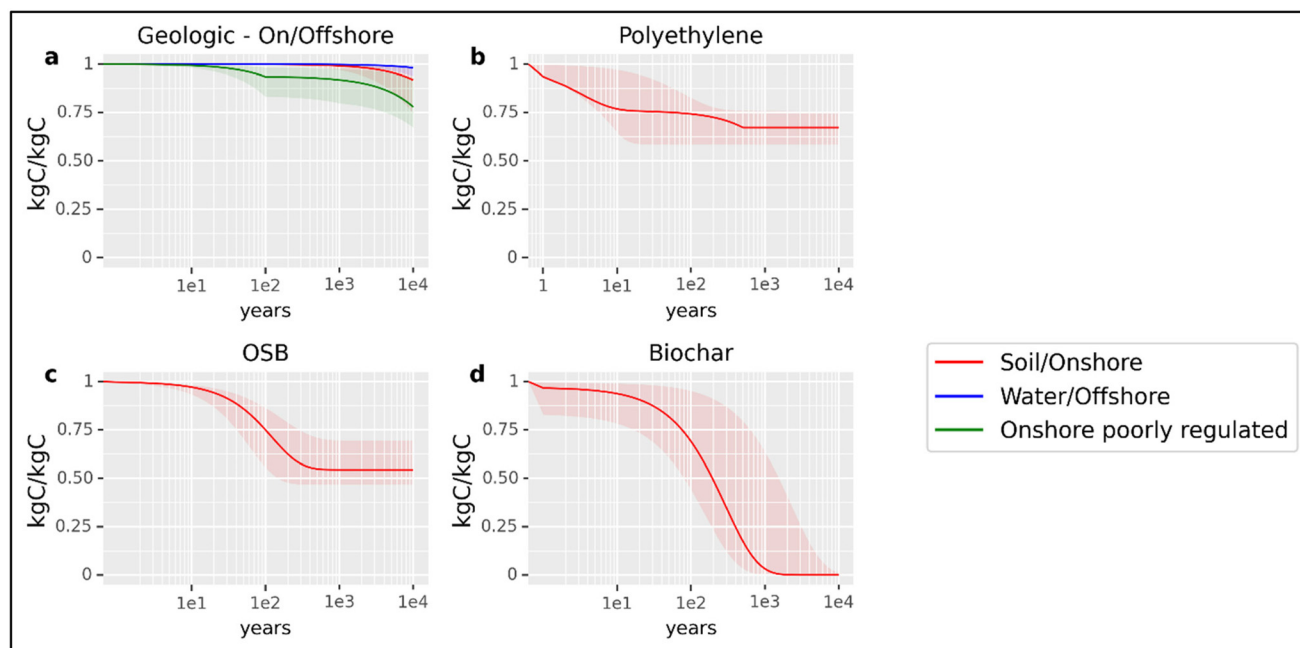 Geologic - On/Offshore
a
1
0.75
0.50
0.25
0
kgC/kgC
1e1 1e2 1e3 1e4
years
Polyethylene
b
1
0.75
0.50
0.25
0
kgC/kgC
1 1e1 1e2 1e3 1e4
years
OSB
c
1
0.75
0.50
0.25
0
kgC/kgC
1e1 1e2 1e3 1e4
years
Biochar
d
1
0.75
0.50
0.25
0
kgC/kgC
1 1e1 1e2 1e3 1e4
years
Soil/Onshore
Water/Offshore
Onshore poorly regulated